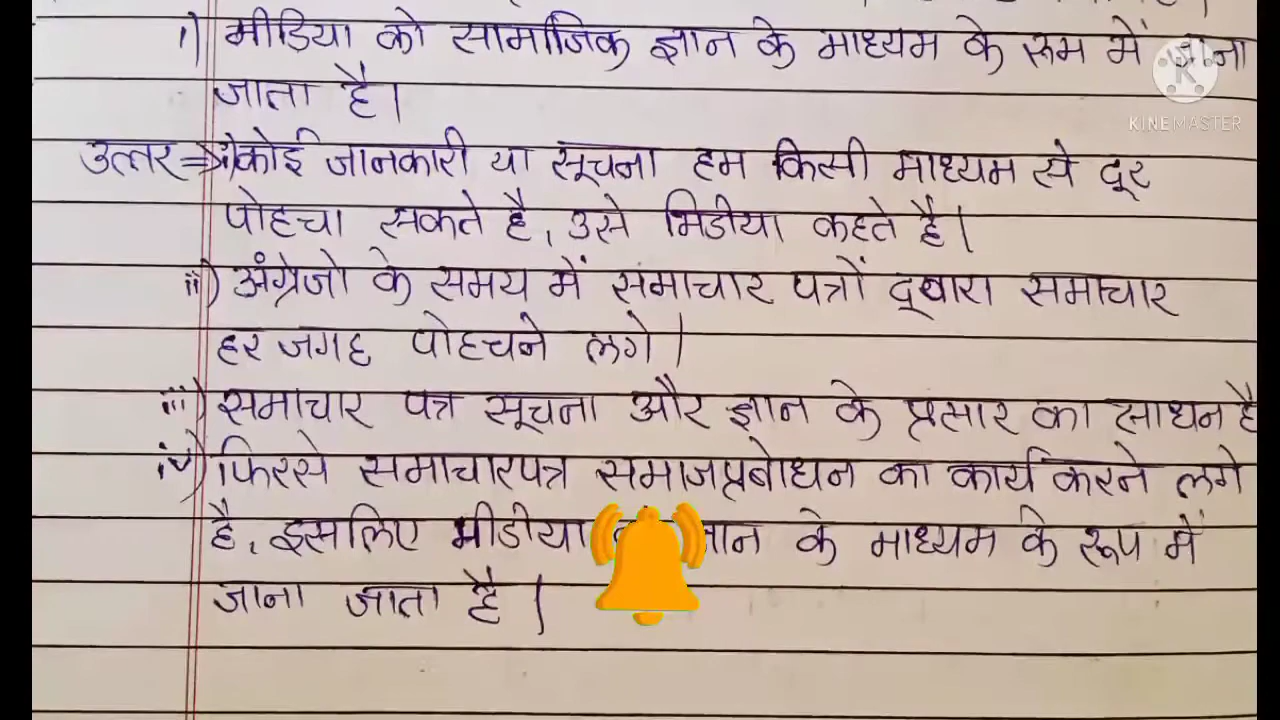 i) मीडिया को सामाजिक ज्ञान के माध्यम के रूम में जाना
KINEMASTER
जाता है।
उत्तर⇒i)कोई जानकारी या सूचना हम किसी माध्यम से दूर
पोहचा सकते है, उसे मिडीया कहते है।
ii) अंग्रेजो के समय में समाचार पत्रों द्वारा समाचार
हर जगह पोहचने लगे।
iii) समाचार पत्र सूचना और ज्ञान के प्रसार का साधन है
iv) फिरसे समाचारपत्र समाजप्रबोधन का कार्य करने लगे
है, इसलिए मीडीया ज्ञान के माध्यम के रूप में
जाना जाता है।